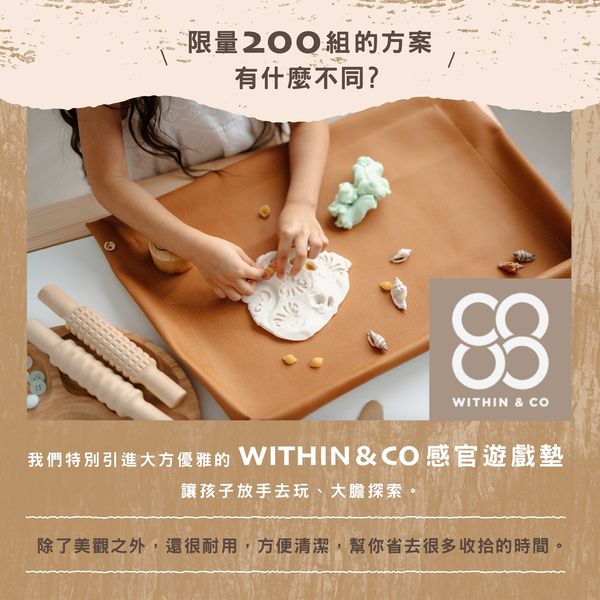 限量200組的方案
有什麼不同?
WITHIN & CO
我們特別引進大方優雅的 WITHIN&CO 感官遊戲墊
讓孩子放手去玩、大膽探索。
除了美觀之外，還很耐用，方便清潔，幫你省去很多收拾的時間。